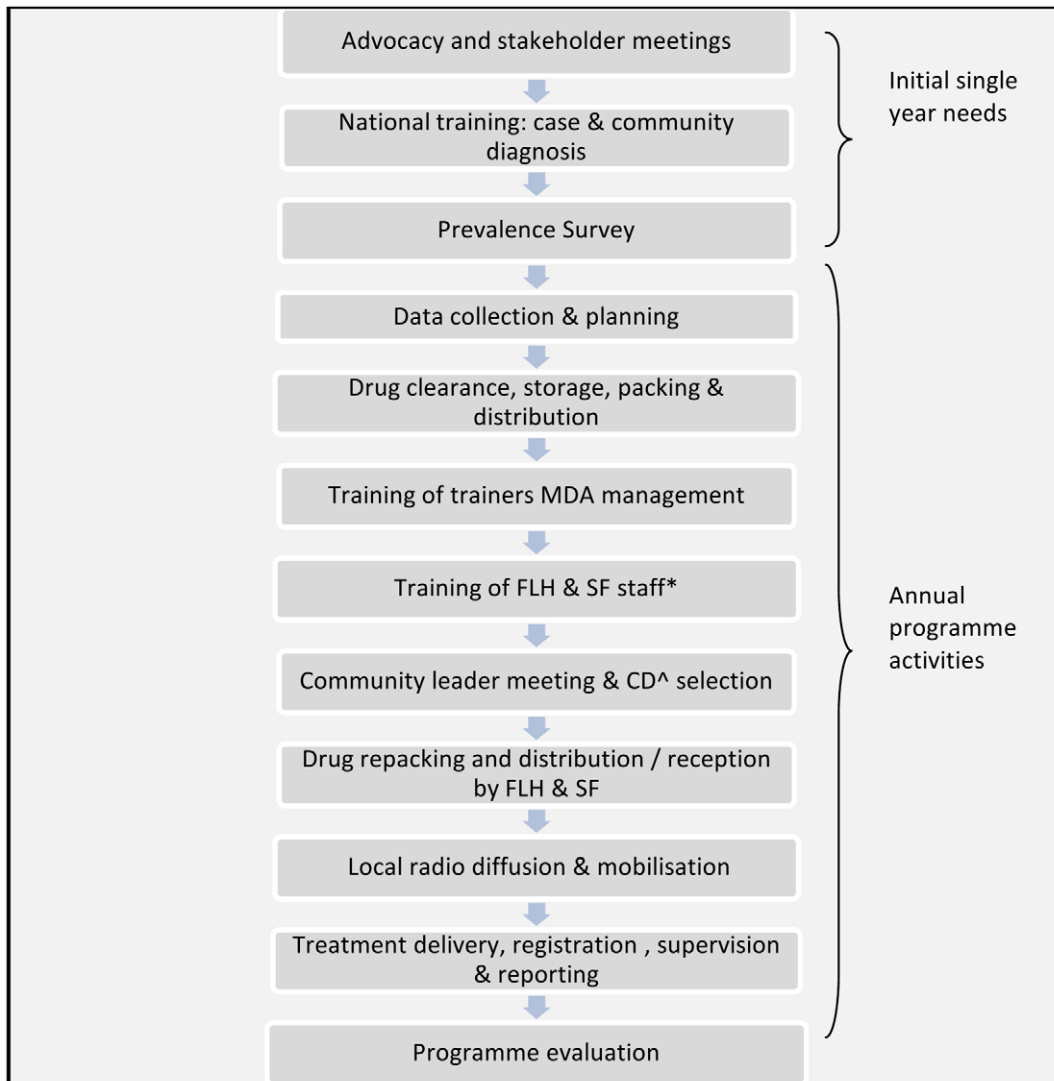 Advocacy and stakeholder meetings
Initial single
year needs
National training: case & community
diagnosis
Prevalence Survey
Data collection & planning
Drug clearance, storage, packing &
distribution
Training of trainers MDA management
Training of FLH & SF staff*
Annual
programme
activities
Community leader meeting & CD^ selection
Drug repacking and distribution / reception
by FLH & SF
Local radio diffusion & mobilisation
Treatment delivery, registration , supervision
& reporting
Programme evaluation